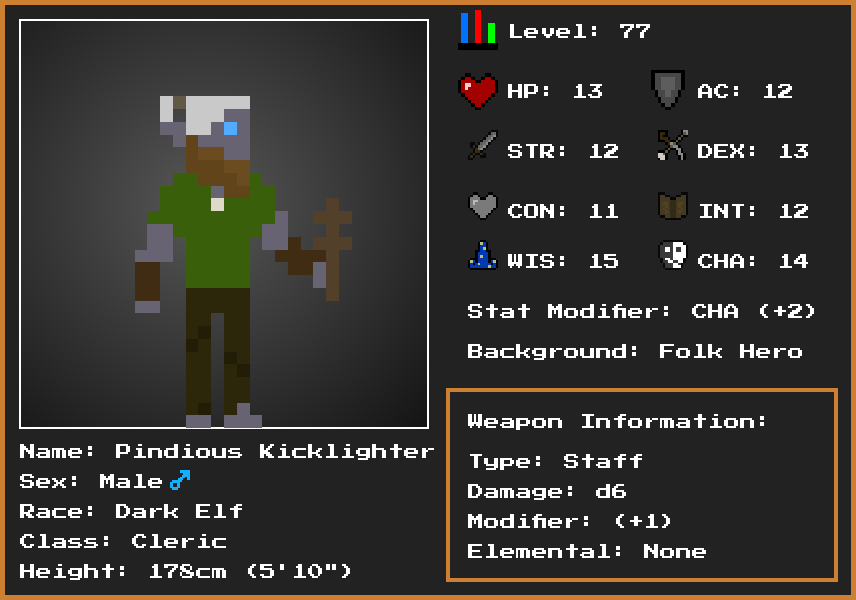 Level: 77
HP: 13
AC: 12
STR: 12
DEX: 13
CON: 11
INT: 12
WIS: 15
CHA: 14
Stat Modifier: CHA (+2)
Background: Folk Hero
Weapon Information:
Type: Staff
Damage: d6
Modifier: (+1)
Elemental: None
Name: Pindious Kicklighter
Sex: Male ♂
Race: Dark Elf
Class: Cleric
Height: 178cm (5'10")